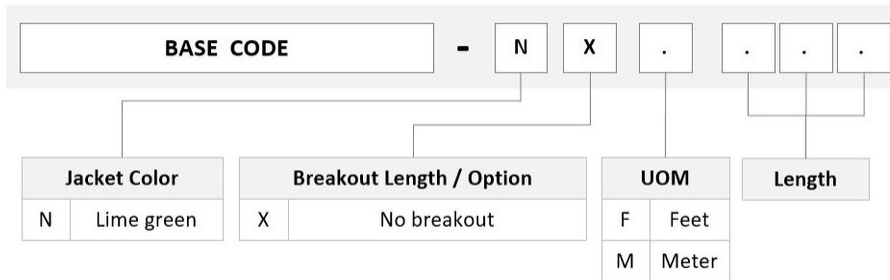 BASE CODE - N X . . . .
Jacket Color
N Lime green
Breakout Length / Option
X No breakout
UOM
F Feet
M Meter
Length